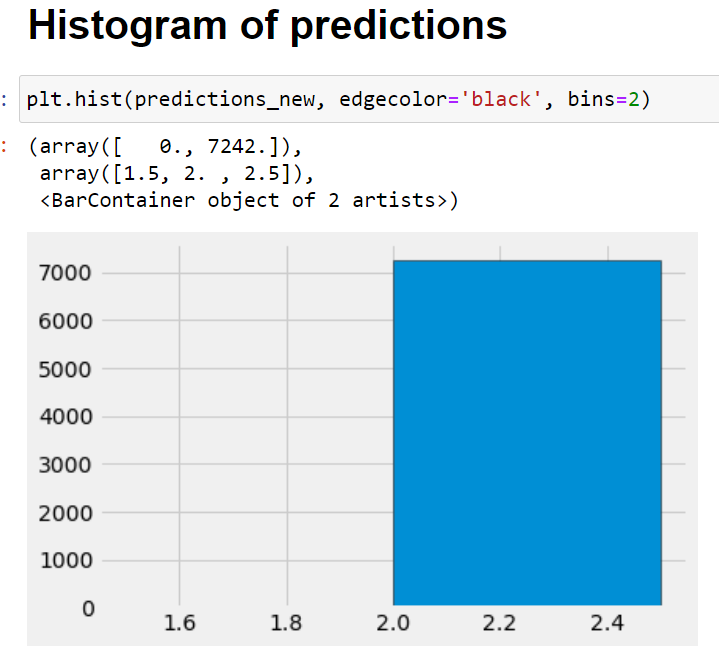 Histogram of predictions
: plt.hist(predictions_new, edgecolor='black', bins=2)
: (array([   0., 7242.]),
array([1.5, 2. , 2.5]),
<BarContainer object of 2 artists>)
7000
6000
5000
4000
3000
2000
1000
0
1.6 1.8 2.0 2.2 2.4